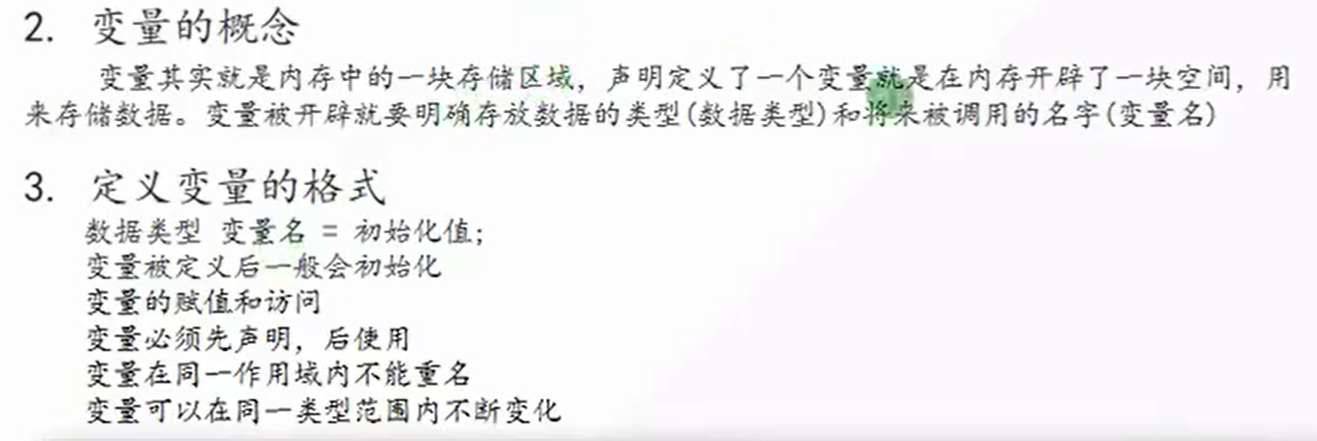 2. 变量的概念
变量其实就是内存中的一块存储区域，声明定义了一个变量就是在内存开辟了一块空间，用
来存储数据。变量被开辟就要明确存放数据的类型(数据类型)和将来被调用的名字(变量名)
3. 定义变量的格式
数据类型 变量名 = 初始化值;
变量被定义后一般会初始化
变量的赋值和访问
变量必须先声明，后使用
变量在同一作用域内不能重名
变量可以在同一类型范围内不断变化